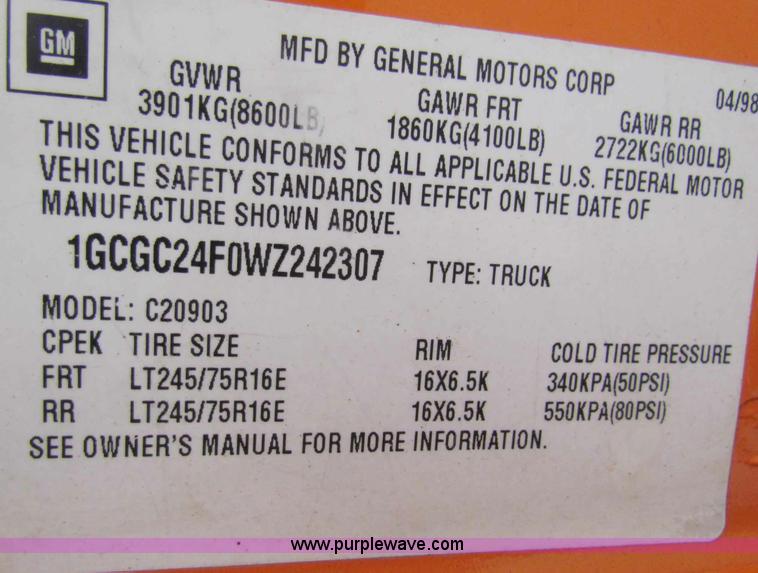 GM
MFD BY GENERAL MOTORS CORP 04/98
GVWR GAWR FRT GAWR RR
3901KG(8600LB) 1860KG(4100LB) 2722KG(6000LB)
THIS VEHICLE CONFORMS TO ALL APPLICABLE U.S. FEDERAL MOTOR
VEHICLE SAFETY STANDARDS IN EFFECT ON THE DATE OF
MANUFACTURE SHOWN ABOVE.
1GCGC24F0WZ242307 TYPE: TRUCK
MODEL: C20903
CPEK TIRE SIZE RIM COLD TIRE PRESSURE
FRT LT245/75R16E 16X6.5K 340KPA(50PSI)
RR LT245/75R16E 16X6.5K 550KPA(80PSI)
SEE OWNER'S MANUAL FOR MORE INFORMATION.
www.purplewave.com